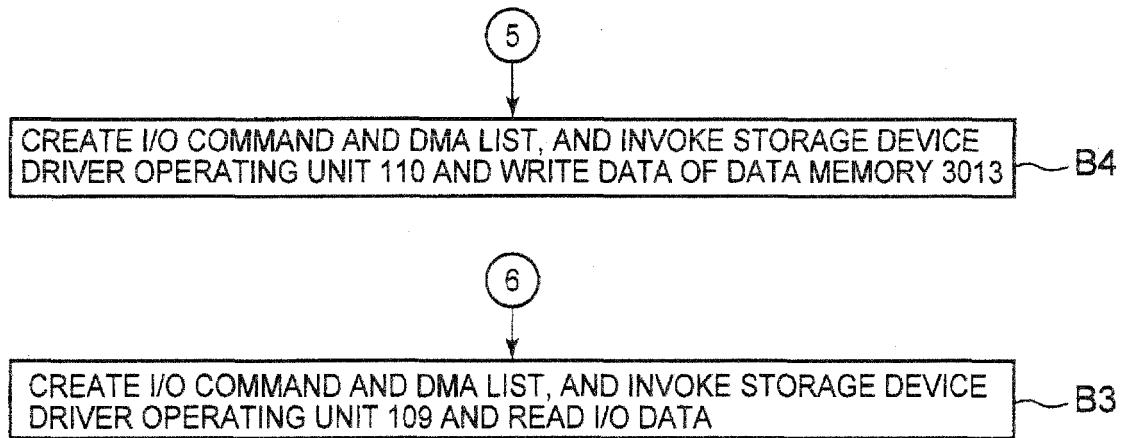 5
CREATE I/O COMMAND AND DMA LIST, AND INVOKE STORAGE DEVICE
DRIVER OPERATING UNIT 110 AND WRITE DATA OF DATA MEMORY 3013
B4
6
CREATE I/O COMMAND AND DMA LIST, AND INVOKE STORAGE DEVICE
DRIVER OPERATING UNIT 109 AND READ I/O DATA
B3